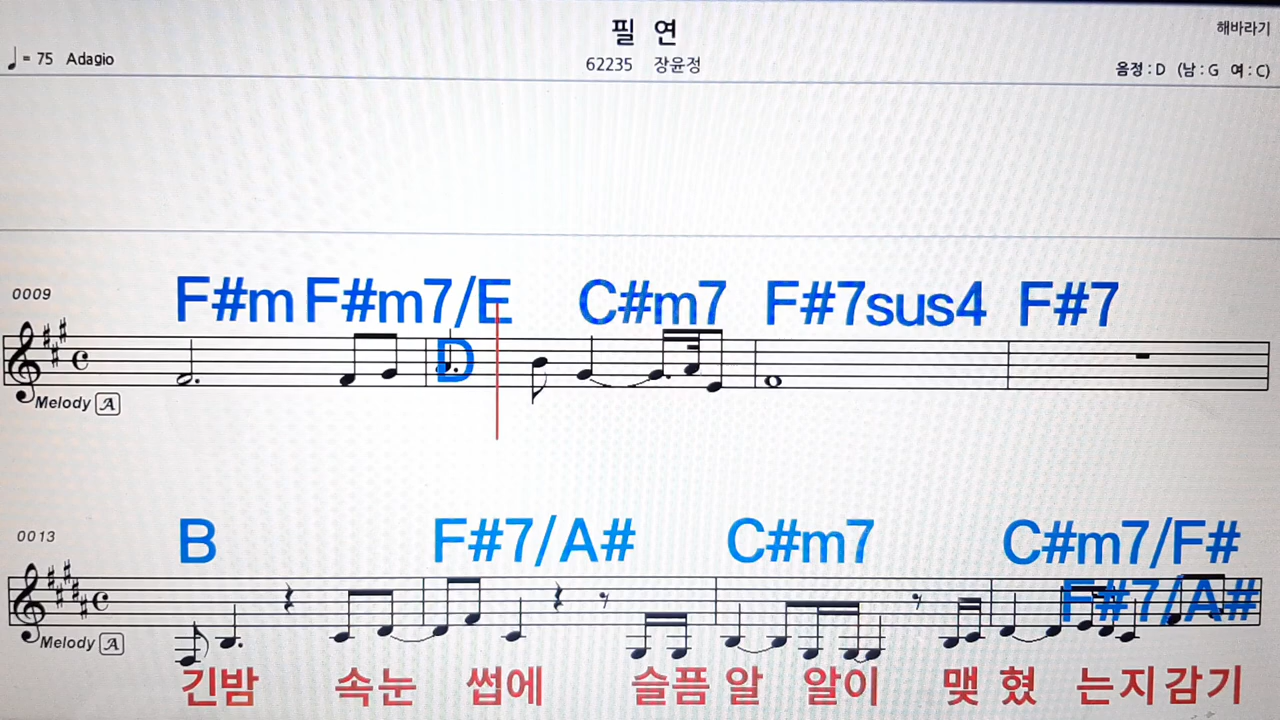 필 연
해바라기
♩ = 75 Adagio
62235 장윤정
음정 : D (남 : G 여 : C)
0009
F#m F#m7/E C#m7 F#7sus4 F#7
D
Melody A
0013
B F#7/A# C#m7 C#m7/F#
F#7/A#
Melody A
긴밤 속눈 썹에 슬픔 알 알이 맺 혔 는지 감기